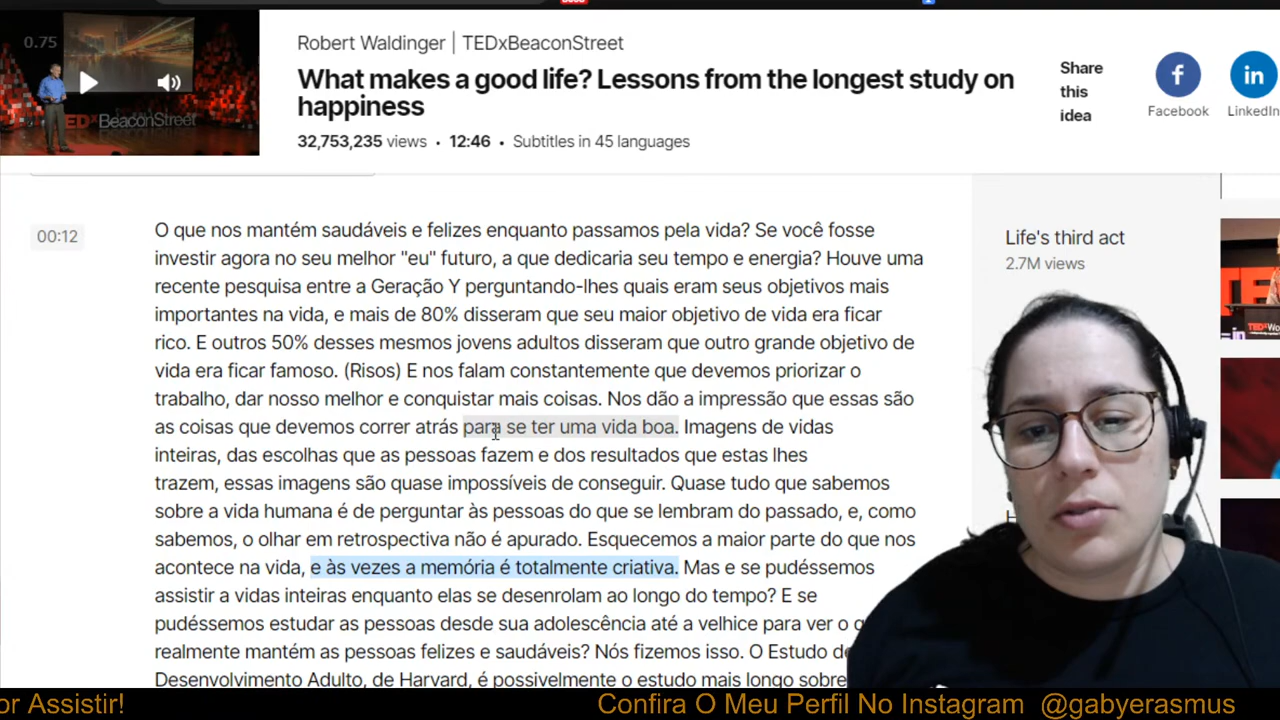 0.75
EDxBeaconStreet
Robert Waldinger | TEDxBeaconStreet
What makes a good life? Lessons from the longest study on
happiness
32,753,235 views • 12:46 • Subtitles in 45 languages
Share
this
idea
Facebook
LinkedIn
00:12
O que nos mantém saudáveis e felizes enquanto passamos pela vida? Se você fosse
investir agora no seu melhor "eu" futuro, a que dedicaria seu tempo e energia? Houve uma
recente pesquisa entre a Geração Y perguntando-lhes quais eram seus objetivos mais
importantes na vida, e mais de 80% disseram que seu maior objetivo de vida era ficar
rico. E outros 50% desses mesmos jovens adultos disseram que outro grande objetivo de
vida era ficar famoso. (Risos) E nos falam constantemente que devemos priorizar o
trabalho, dar nosso melhor e conquistar mais coisas. Nos dão a impressão que essas são
as coisas que devemos correr atrás para se ter uma vida boa. Imagens de vidas
inteiras, das escolhas que as pessoas fazem e dos resultados que estas lhes
trazem, essas imagens são quase impossíveis de conseguir. Quase tudo que sabemos
sobre a vida humana é de perguntar às pessoas do que se lembram do passado, e, como
sabemos, o olhar em retrospectiva não é apurado. Esquecemos a maior parte do que nos
acontece na vida, e às vezes a memória é totalmente criativa. Mas e se pudéssemos
assistir a vidas inteiras enquanto elas se desenrolam ao longo do tempo? E se
pudéssemos estudar as pessoas desde sua adolescência até a velhice para ver o
realmente mantém as pessoas felizes e saudáveis? Nós fizemos isso. O Estudo
Desenvolvimento Adulto, de Harvard, é possivelmente o estudo mais longo sobre
Life's third act
2.7M views
or Assistir!
Confira O Meu Perfil No Instagram @gabyerasmus